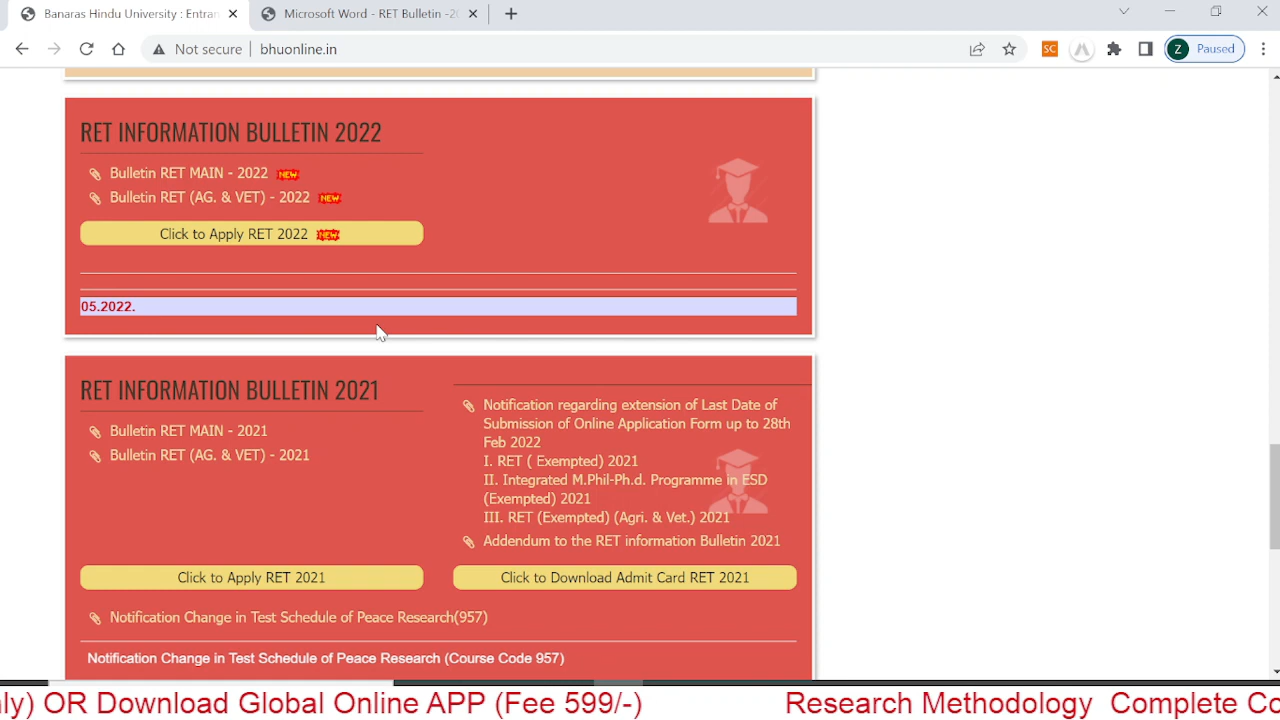 Banaras Hindu University : Entran
Microsoft Word - RET Bulletin -20
Not secure
bhuonline.in
SC
Z
Paused
RET INFORMATION BULLETIN 2022
Bulletin RET MAIN - 2022 NEW
Bulletin RET (AG. & VET) - 2022 NEW
Click to Apply RET 2022 NEW
05.2022.
RET INFORMATION BULLETIN 2021
Bulletin RET MAIN - 2021
Bulletin RET (AG. & VET) - 2021
Notification regarding extension of Last Date of
Submission of Online Application Form up to 28th
Feb 2022
I. RET ( Exempted) 2021
II. Integrated M.Phil-Ph.d. Programme in ESD
(Exempted) 2021
III. RET (Exempted) (Agri. & Vet.) 2021
Addendum to the RET information Bulletin 2021
Click to Apply RET 2021
Click to Download Admit Card RET 2021
Notification Change in Test Schedule of Peace Research(957)
Notification Change in Test Schedule of Peace Research (Course Code 957)
nly) OR Download Global Online APP (Fee 599/-) Research Methodology Complete Co